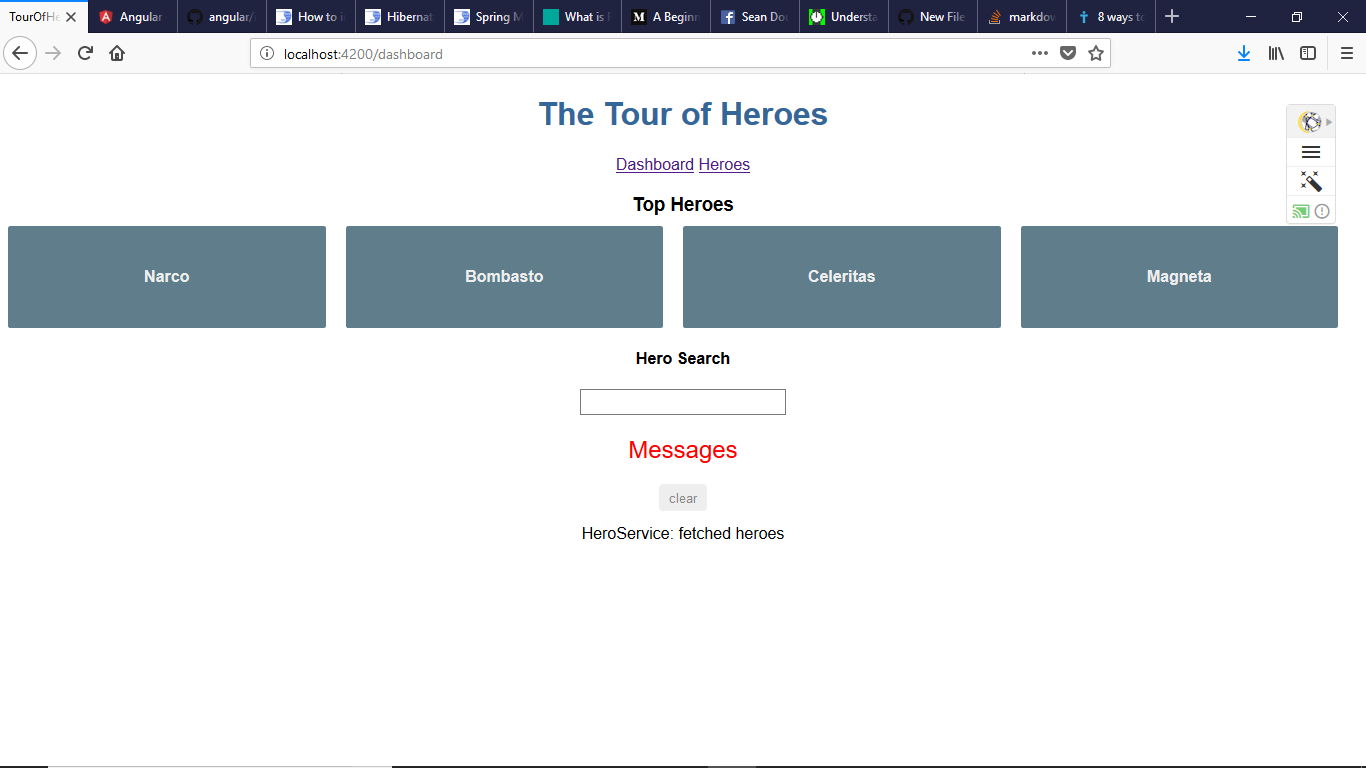 TourOfHe Angular angular/ How to i Hibernat Spring M What is A Beginn Sean Dou Understa New File markdow 8 ways to
localhost:4200/dashboard
The Tour of Heroes
Dashboard Heroes
Top Heroes
Narco Bombasto Celeritas Magneta
Hero Search
Messages
clear
HeroService: fetched heroes